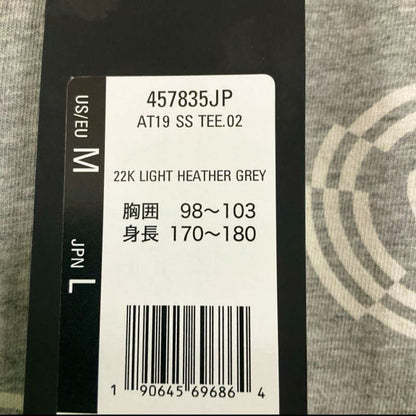 457835JP
AT19 SS TEE.02
US/EU M
JPN L
22K LIGHT HEATHER GREY
胸囲 98～103
身長 170～180
1 90645 69686 4